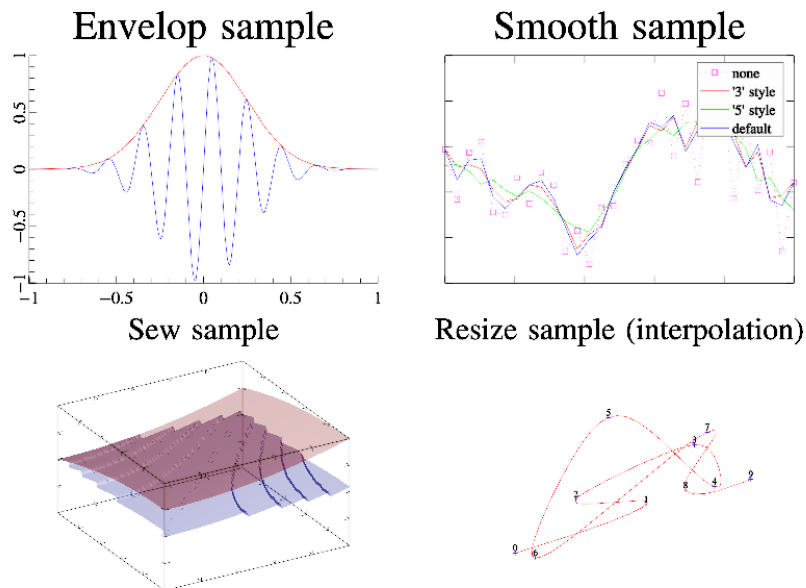 Envelop sample
Smooth sample
1
0.5
0
−0.5
−1
−1
−0.5
0
0.5
1
none
'3' style
'5' style
default
Sew sample
Resize sample (interpolation)
5
7
3
4
8
9
1
0
6